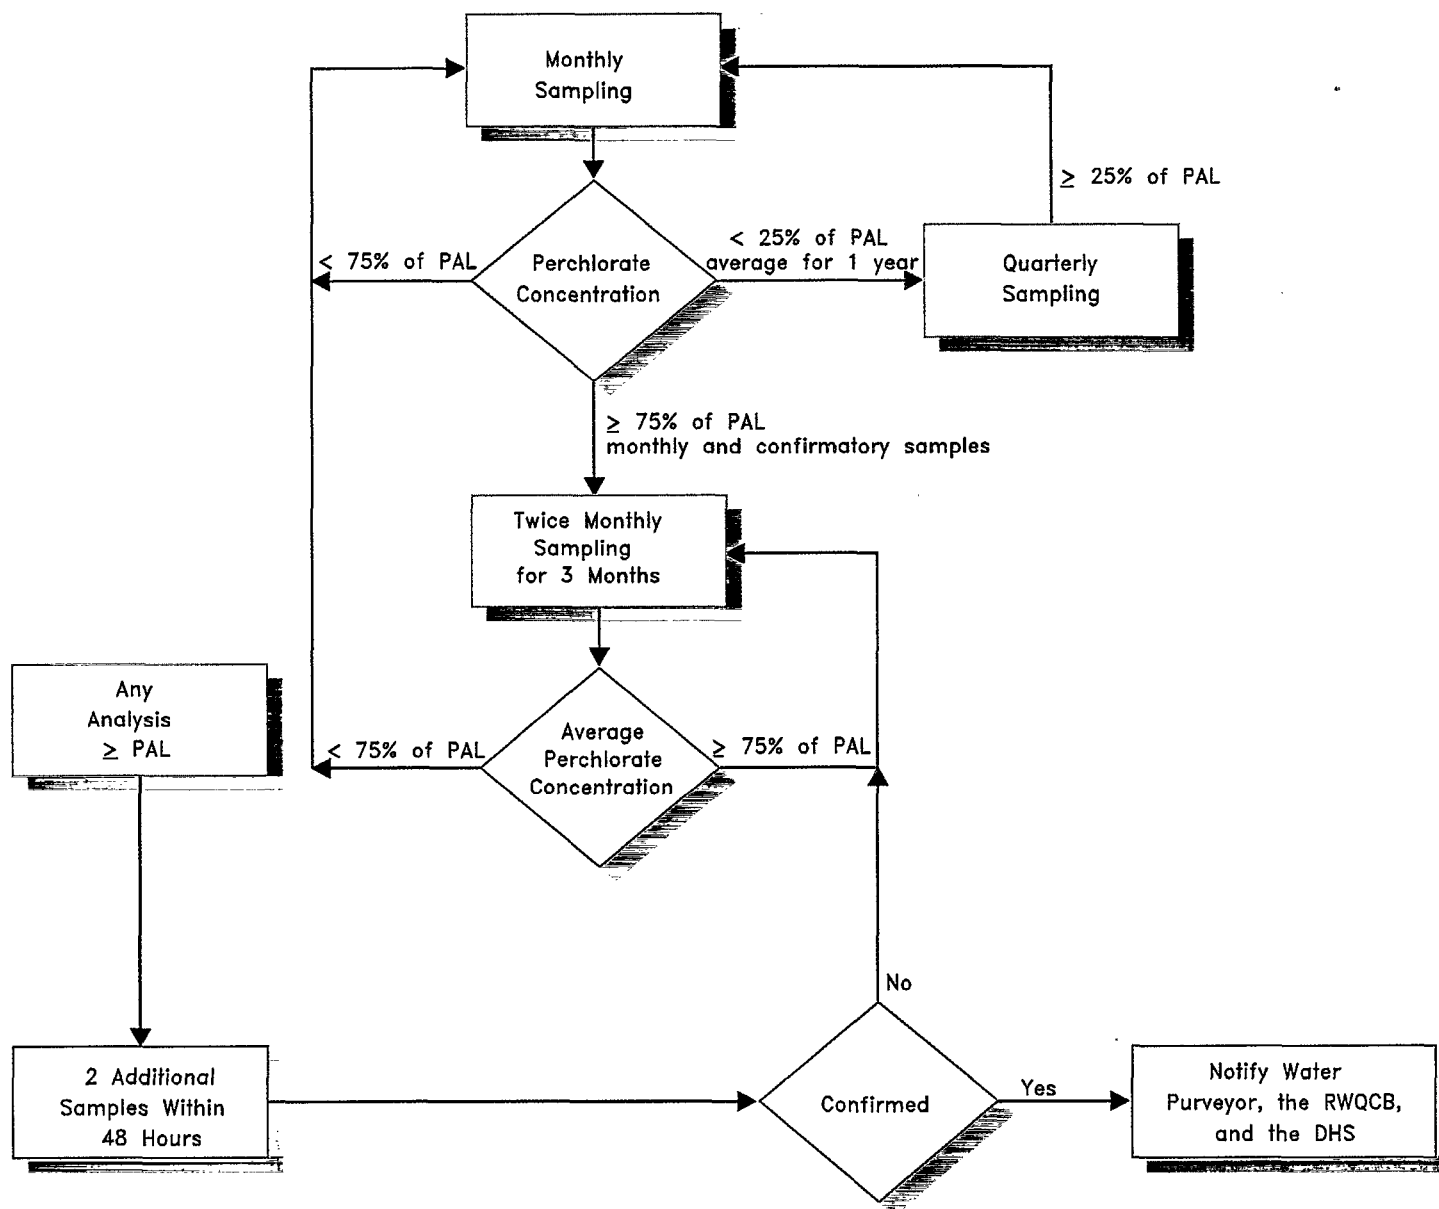 Monthly
Sampling
≥ 25% of PAL
< 75% of PAL
Perchlorate
Concentration
< 25% of PAL
average for 1 year
Quarterly
Sampling
≥ 75% of PAL
monthly and confirmatory samples
Twice Monthly
Sampling
for 3 Months
Any
Analysis
≥ PAL
< 75% of PAL
Average
Perchlorate
Concentration
≥ 75% of PAL
No
2 Additional
Samples Within
48 Hours
Confirmed
Yes
Notify Water
Purveyor, the RWQCB,
and the DHS